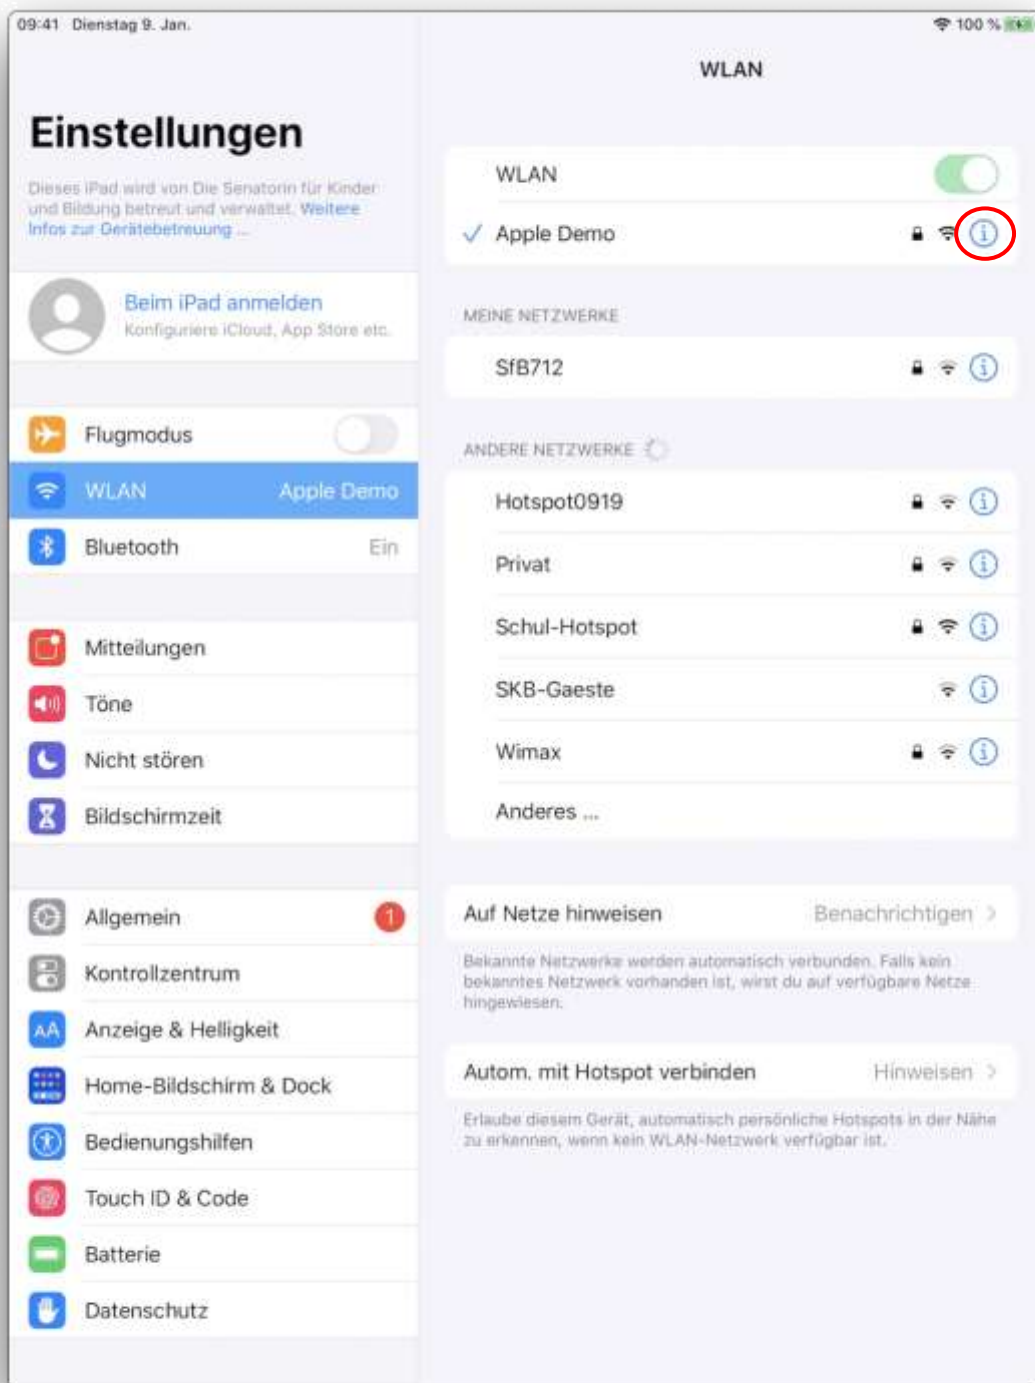 09:41 Dienstag 9. Jan.
100 %
Einstellungen
Dieses iPad wird von Die Senatorin für Kinder
und Bildung betreut und verwaltet. Weitere
Infos zur Gerätebetreuung ...
Beim iPad anmelden
Konfiguriere iCloud, App Store etc.
Flugmodus
WLAN Apple Demo
Bluetooth Ein
Mitteilungen
Töne
Nicht stören
Bildschirmzeit
Allgemein 1
Kontrollzentrum
AA Anzeige & Helligkeit
Home-Bildschirm & Dock
Bedienungshilfen
Touch ID & Code
Batterie
Datenschutz
WLAN
WLAN
Apple Demo
MEINE NETZWERKE
SfB712
ANDERE NETZWERKE
Hotspot0919
Privat
Schul-Hotspot
SKB-Gaeste
Wimax
Anderes ...
Auf Netze hinweisen Benachrichtigen
Bekannte Netzwerke werden automatisch verbunden. Falls kein
bekanntes Netzwerk vorhanden ist, wirst du auf verfügbare Netze
hingewiesen.
Autom. mit Hotspot verbinden Hinweisen
Erlaube diesem Gerät, automatisch persönliche Hotspots in der Nähe
zu erkennen, wenn kein WLAN-Netzwerk verfügbar ist.